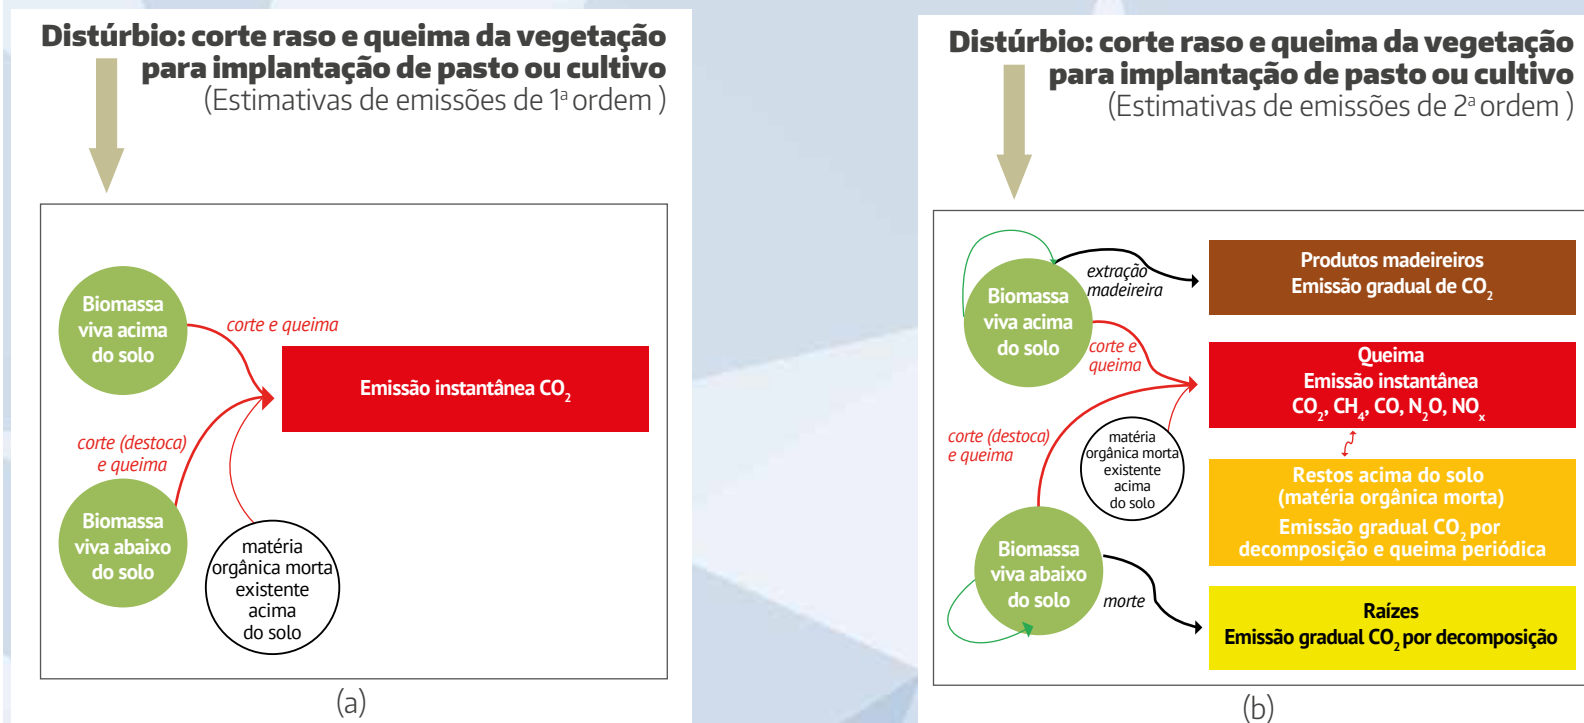 Distúrbio: corte raso e queima da vegetação
para implantação de pasto ou cultivo
(Estimativas de emissões de 1ª ordem )
Biomassa
viva acima
do solo
corte e queima
Emissão instantânea CO₂
corte (destoca)
e queima
Biomassa
viva abaixo
do solo
matéria
orgânica morta
existente
acima
do solo
(a)
Distúrbio: corte raso e queima da vegetação
para implantação de pasto ou cultivo
(Estimativas de emissões de 2ª ordem )
Biomassa
viva acima
do solo
extração
madeireira
Produtos madeireiros
Emissão gradual de CO₂
corte e
queima
Queima
Emissão instantânea
CO₂, CH₄, CO, N₂O, NOₓ
corte (destoca)
e queima
matéria
orgânica morta
existente
acima
do solo
Restos acima do solo
(matéria orgânica morta)
Emissão gradual CO₂ por
decomposição e queima periódica
Biomassa
viva abaixo
do solo
morte
Raízes
Emissão gradual CO₂ por decomposição
(b)